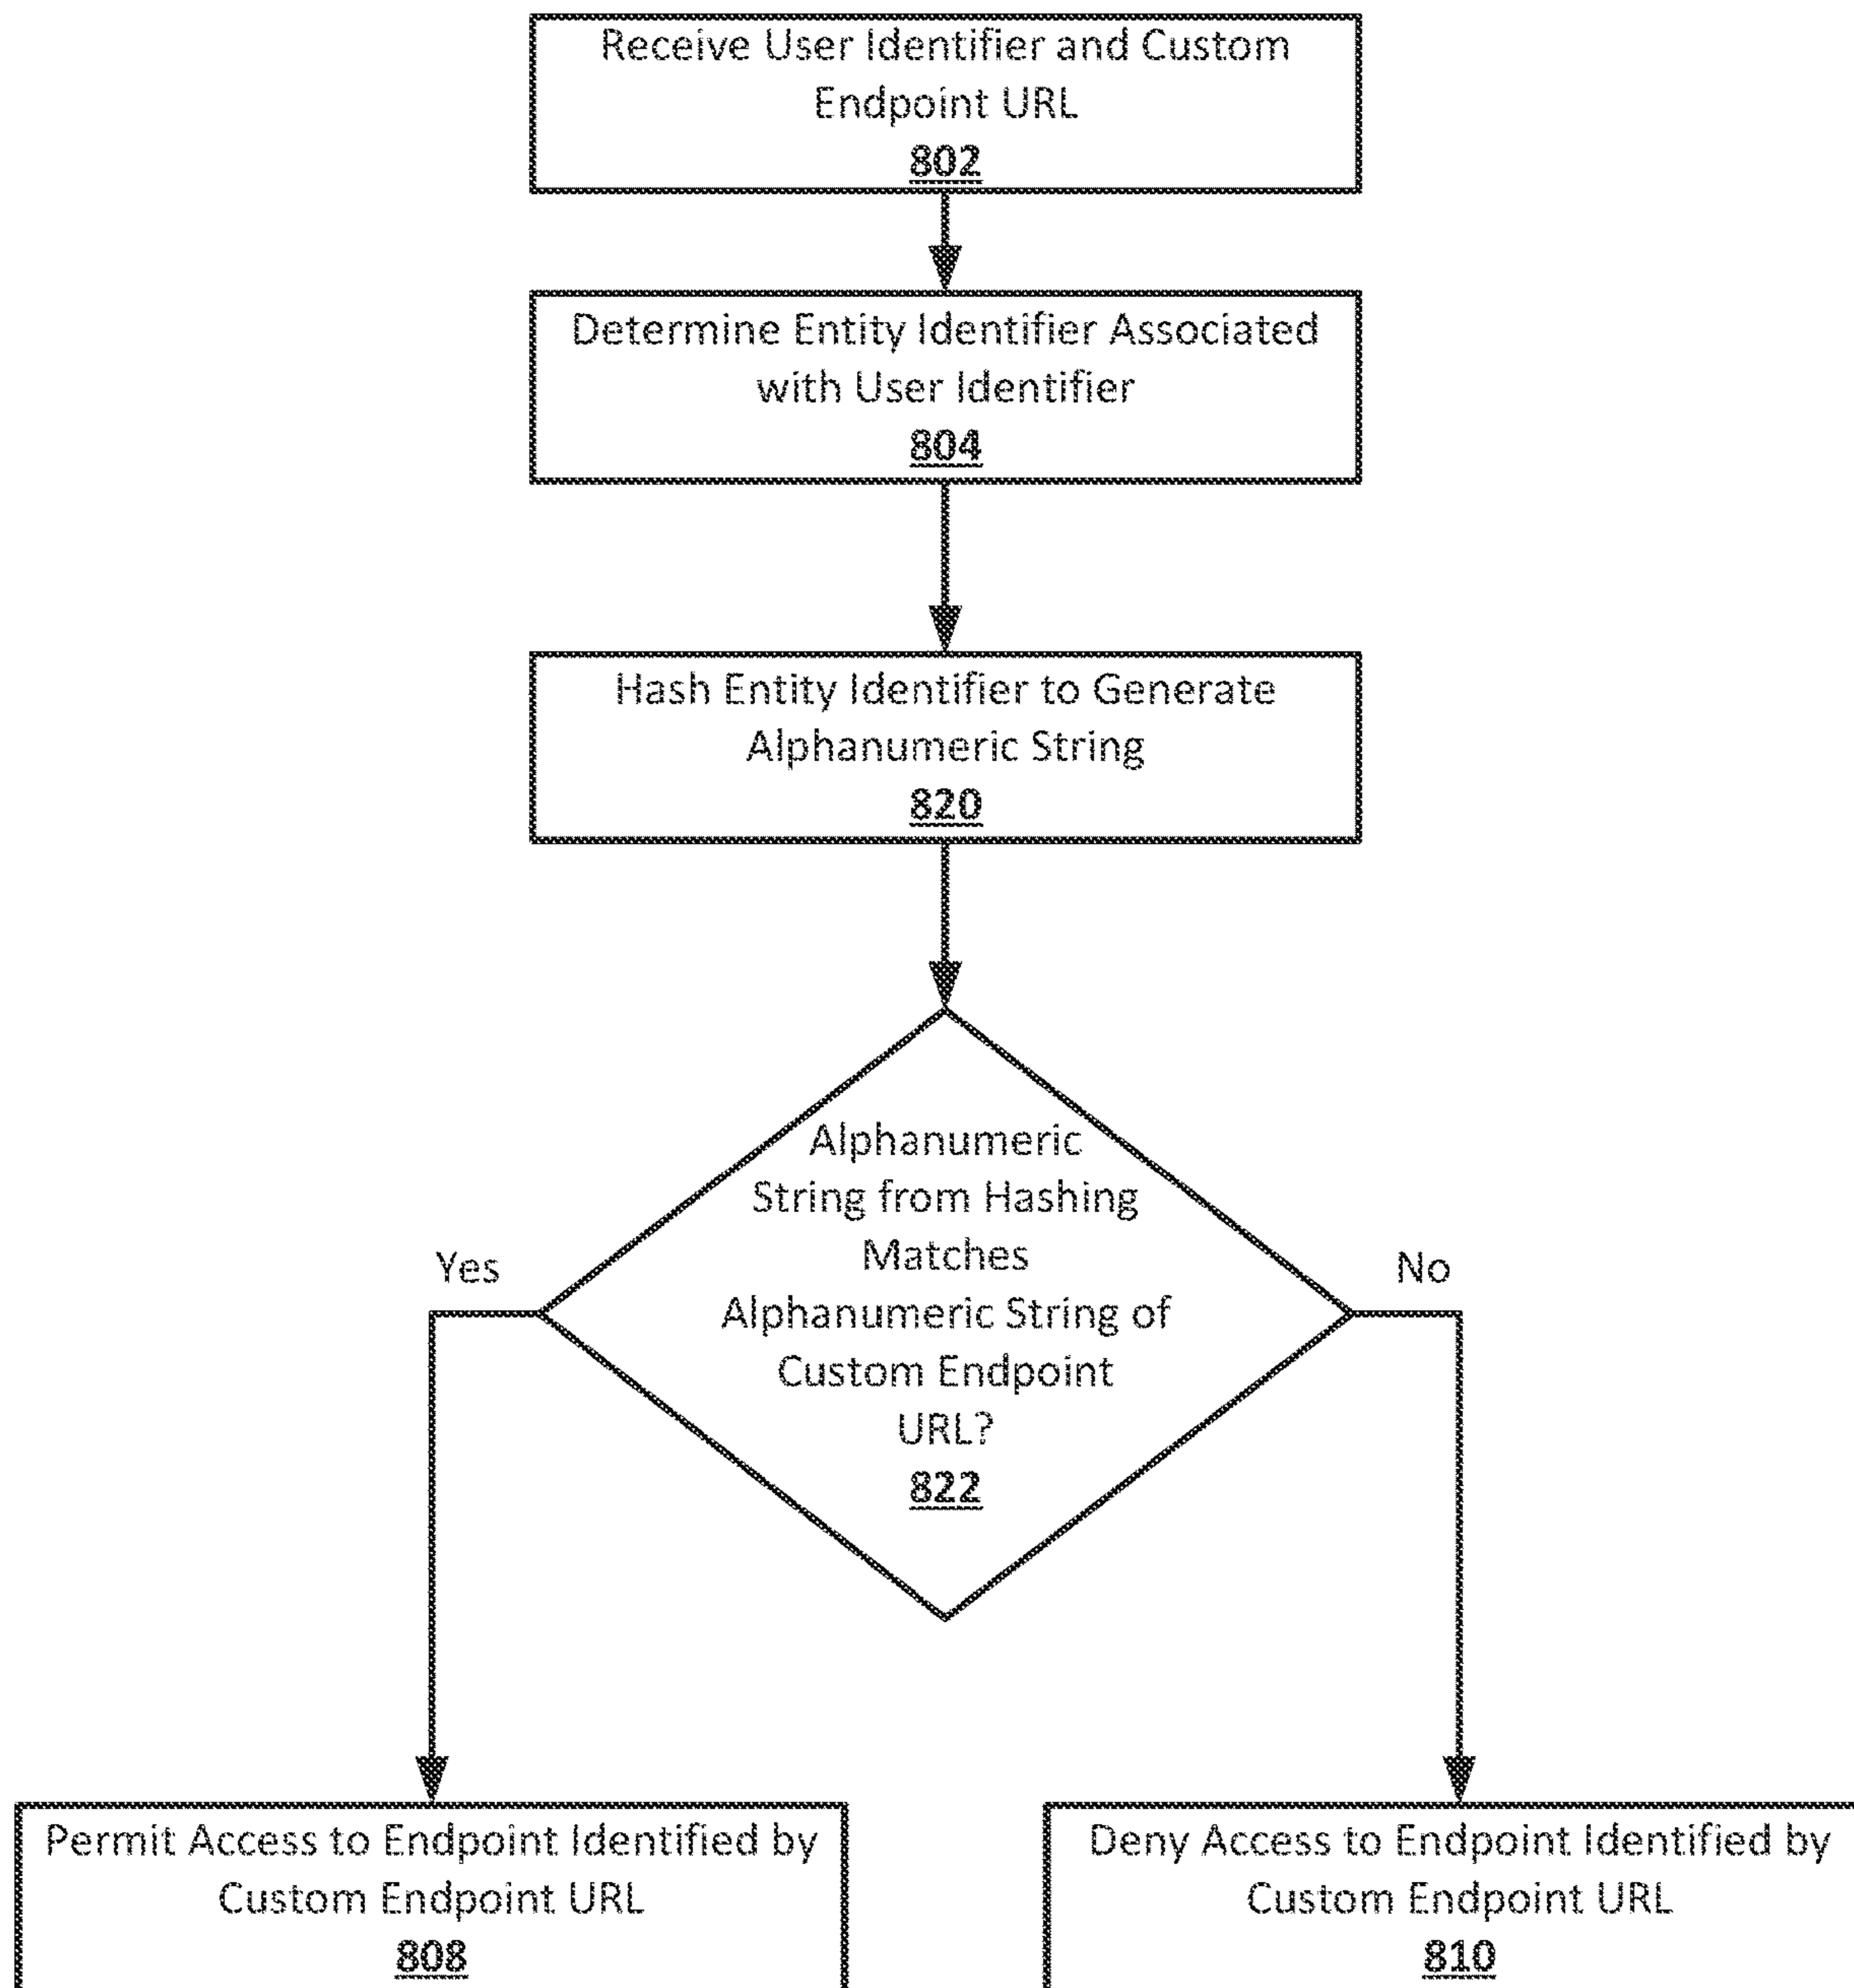 Receive User Identifier and Custom
Endpoint URL
802
Determine Entity Identifier Associated
with User Identifier
804
Hash Entity Identifier to Generate
Alphanumeric String
820
Alphanumeric
String from Hashing
Matches
Alphanumeric String of
Custom Endpoint
URL?
822
Yes
No
Permit Access to Endpoint Identified by
Custom Endpoint URL
808
Deny Access to Endpoint Identified by
Custom Endpoint URL
810